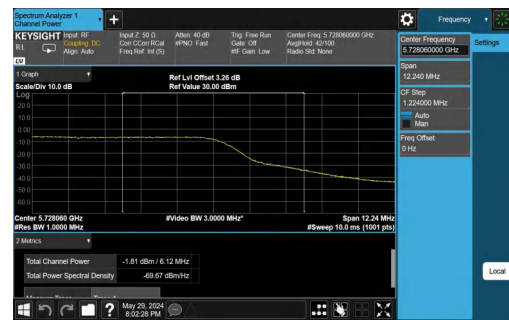 Spectrum Analyzer 1
Channel Power
+
Frequency
KEYSIGHT
RL
Input: RF
Coupling: DC
Align: Auto
Input Z: 50 Ω
Corr CCorr RCal
Freq Ref: Int (S)
Atten: 40 dB
#PNO: Fast
Trig: Free Run
Gate: Off
#IF Gain: Low
Center Freq: 5.728060000 GHz
Avg|Hold: 42/100
Radio Std: None
Center Frequency
5.728060000 GHz
Settings
Span
12.240 MHz
CF Step
1.224000 MHz
Auto
Man
Freq Offset
0 Hz
Local
1 Graph
Scale/Div 10.0 dB
Ref Lvl Offset 3.26 dB
Ref Value 30.00 dBm
Log
20.0
10.0
0.00
-10.0
-20.0
-30.0
-40.0
-50.0
-60.0
Center 5.728060 GHz
#Res BW 1.0000 MHz
#Video BW 3.0000 MHz*
Span 12.24 MHz
#Sweep 10.0 ms (1001 pts)
2 Metrics
Total Channel Power
-1.81 dBm / 6.12 MHz
Total Power Spectral Density
-69.67 dBm/Hz
?
May 29, 2024
8:02:28 PM